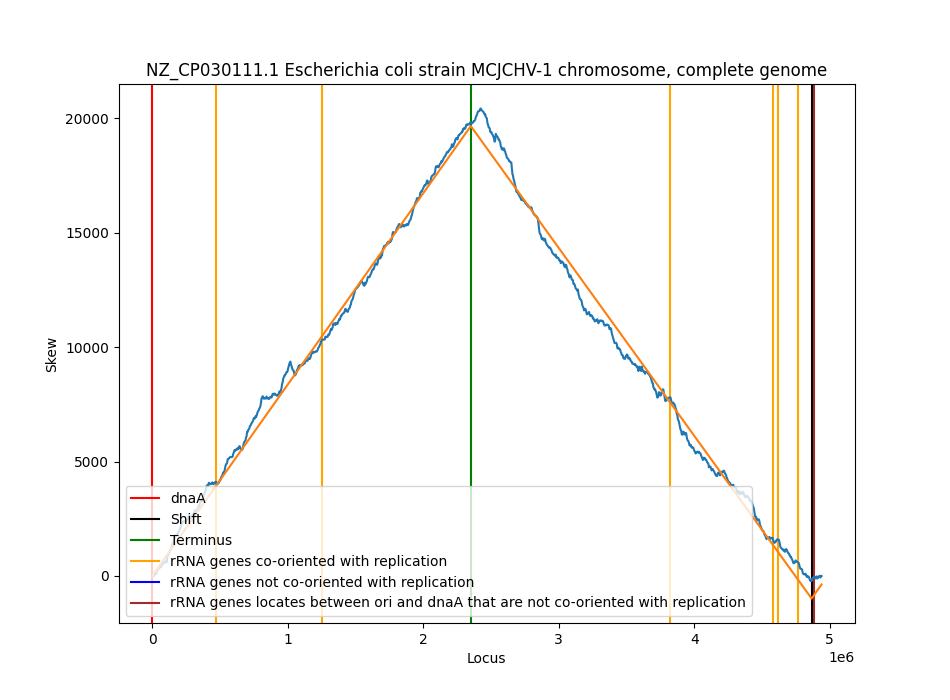 NZ_CP030111.1 Escherichia coli strain MCJCHV-1 chromosome, complete genome
20000
15000
10000
5000
0
Skew
dnaA
Shift
Terminus
rRNA genes co-oriented with replication
rRNA genes not co-oriented with replication
rRNA genes locates between ori and dnaA that are not co-oriented with replication
0 1 2 3 4 5
1e6
Locus